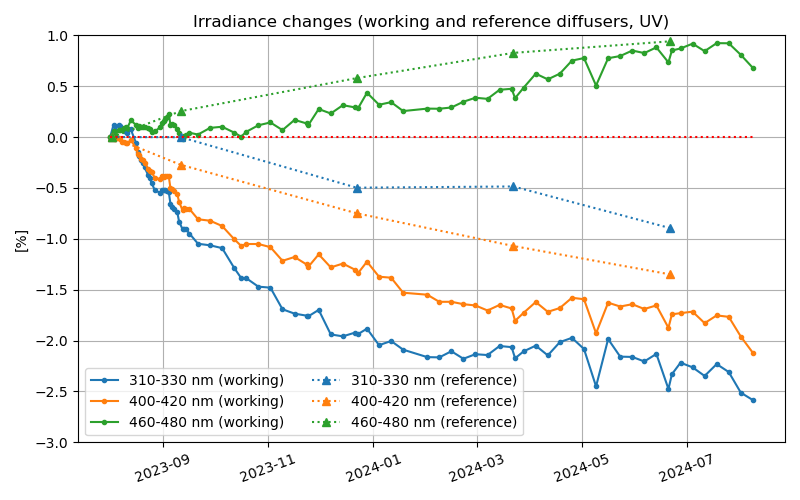 Irradiance changes (working and reference diffusers, UV)
1.0
0.5
0.0
−0.5
−1.0
−1.5
−2.0
−2.5
−3.0
[%]
310-330 nm (working)
400-420 nm (working)
460-480 nm (working)
310-330 nm (reference)
400-420 nm (reference)
460-480 nm (reference)
2023-09
2023-11
2024-01
2024-03
2024-05
2024-07